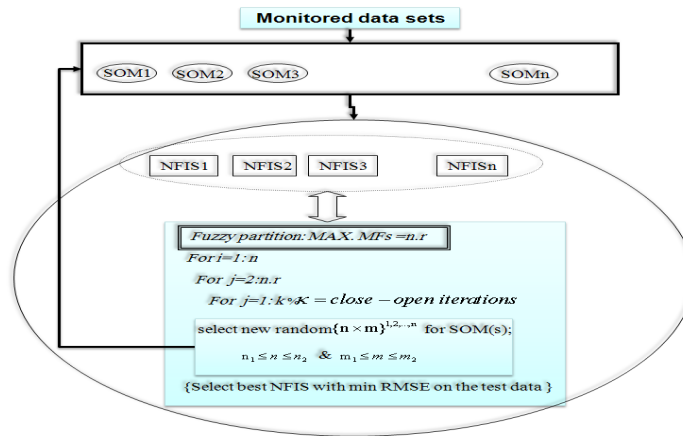 Monitored data sets
SOM1 SOM2 SOM3 SOMn
NFIS1 NFIS2 NFIS3 NFISn
Fuzzy partition: MAX. MFs =n.r
For i=1:n
For j=2:n.r
For j=1:k %K = close – open iterations
select new random{n × m}^{1,2,...,n} for SOM(s);
n₁ ≤ n ≤ n₂ & m₁ ≤ m ≤ m₂
{Select best NFIS with min RMSE on the test data }